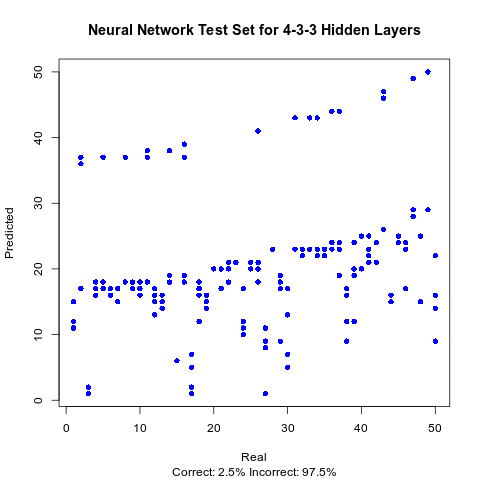 Neural Network Test Set for 4-3-3 Hidden Layers
50
40
30
20
10
0
Predicted
0 10 20 30 40 50
Real
Correct: 2.5% Incorrect: 97.5%